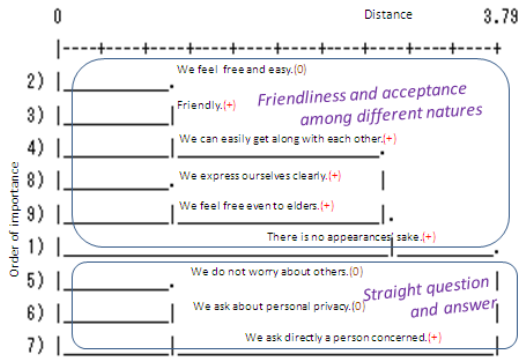 0 Distance 3.79
2) We feel free and easy.(0)
3) Friendly.(+)
Friendliness and acceptance
among different natures
4) We can easily get along with each other.(+)
8) We express ourselves clearly.(+)
9) We feel free even to elders.(+)
1) There is no appearances' sake.(+)
5) We do not worry about others.(0)
6) We ask about personal privacy.(0)
Straight question
and answer
7) We ask directly a person concerned.(+)
Order of importance